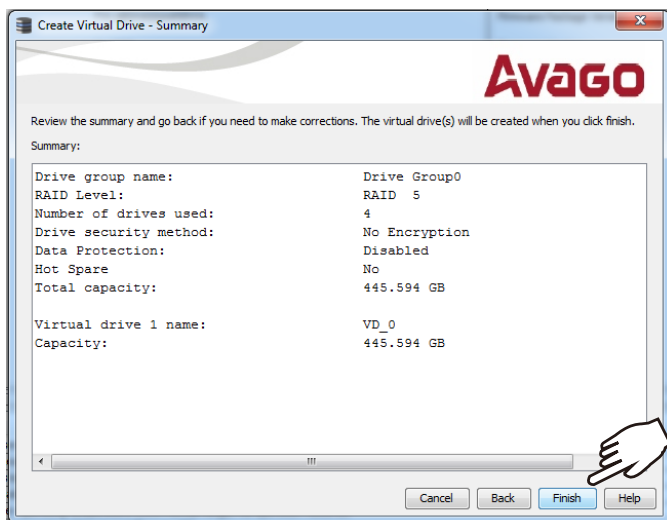 Create Virtual Drive - Summary
Avago
Review the summary and go back if you need to make corrections. The virtual drive(s) will be created when you click finish.
Summary:
Drive group name: Drive Group0
RAID Level: RAID 5
Number of drives used: 4
Drive security method: No Encryption
Data Protection: Disabled
Hot Spare No
Total capacity: 445.594 GB
Virtual drive 1 name: VD_0
Capacity: 445.594 GB
Cancel Back Finish Help